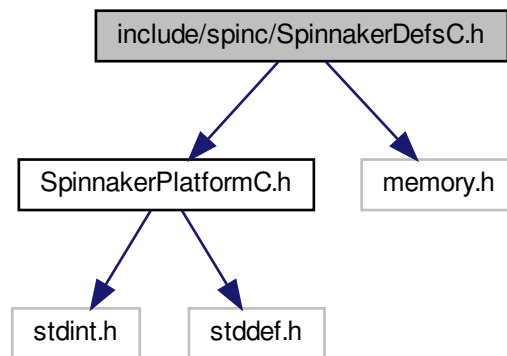 include/spinc/SpinnakerDefsC.h
SpinnakerPlatformC.h
memory.h
stdint.h
stddef.h